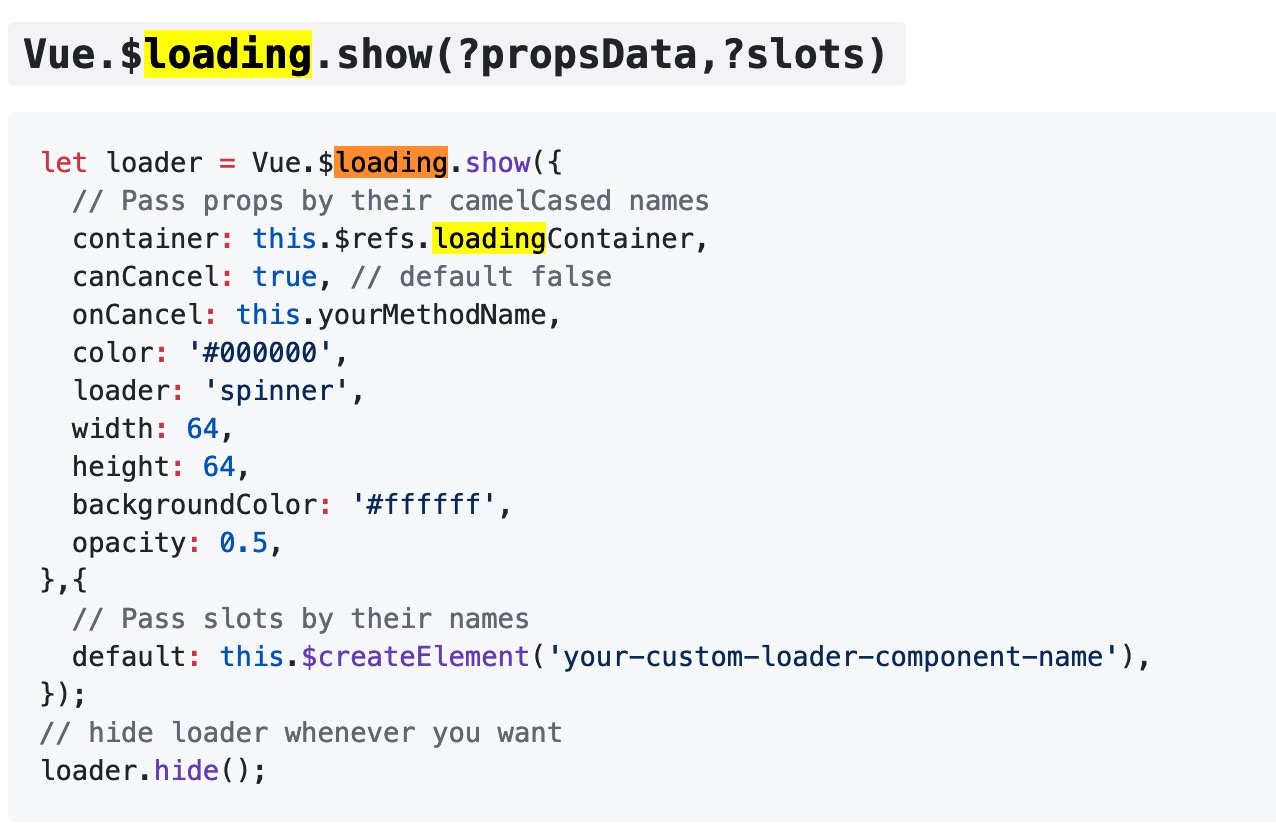 Vue.$loading.show(?propsData,?slots)
let loader = Vue.$loading.show({
  // Pass props by their camelCased names
  container: this.$refs.loadingContainer,
  canCancel: true, // default false
  onCancel: this.yourMethodName,
  color: '#000000',
  loader: 'spinner',
  width: 64,
  height: 64,
  backgroundColor: '#ffffff',
  opacity: 0.5,
},{
  // Pass slots by their names
  default: this.$createElement('your-custom-loader-component-name'),
});
// hide loader whenever you want
loader.hide();